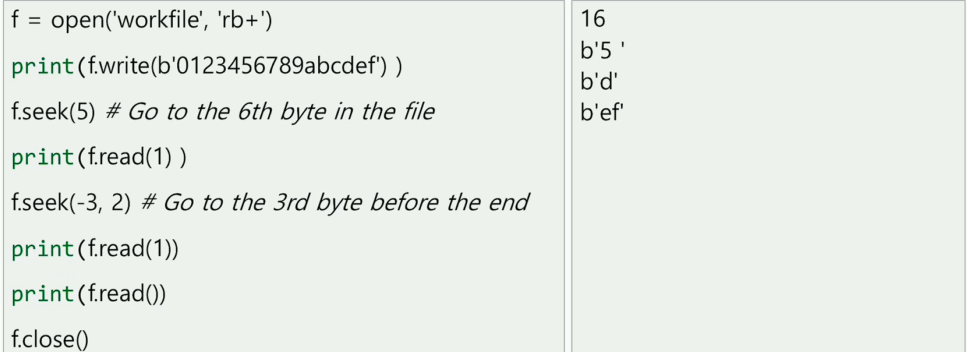 f = open('workfile', 'rb+')
print(f.write(b'0123456789abcdef') )
f.seek(5) # Go to the 6th byte in the file
print(f.read(1) )
f.seek(-3, 2) # Go to the 3rd byte before the end
print(f.read(1))
print(f.read())
f.close()
16
b'5 '
b'd'
b'ef'